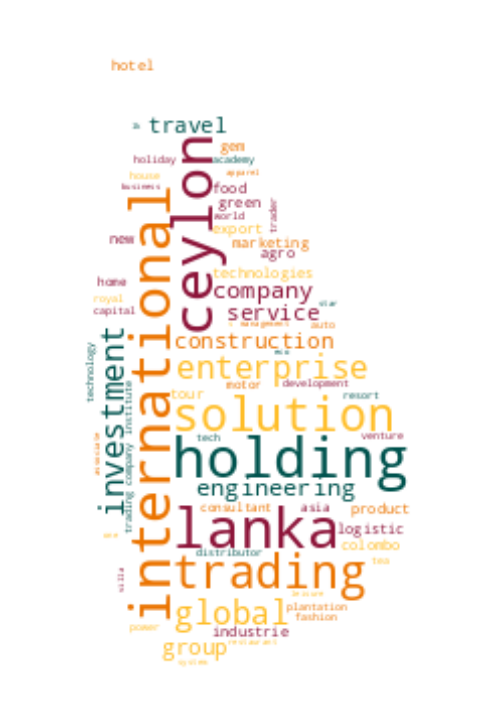 hotel
travel
gem
holiday
academy
apparel
house
business
food
green
world
trader
export
new
marketing
agro
international
ceylon
technologies
home
company
royal
capital
service
star
management
auto
construction
investment
technology
enterprise
motor
development
tour
resort
solution
tech
venture
associate
trading company institute
holding
engineering
consultant
asia
product
lanka
logistic
colombo
distributor
tea
trading
villa
leisure
global
plantation
fashion
power
industrie
group
restaurant
system